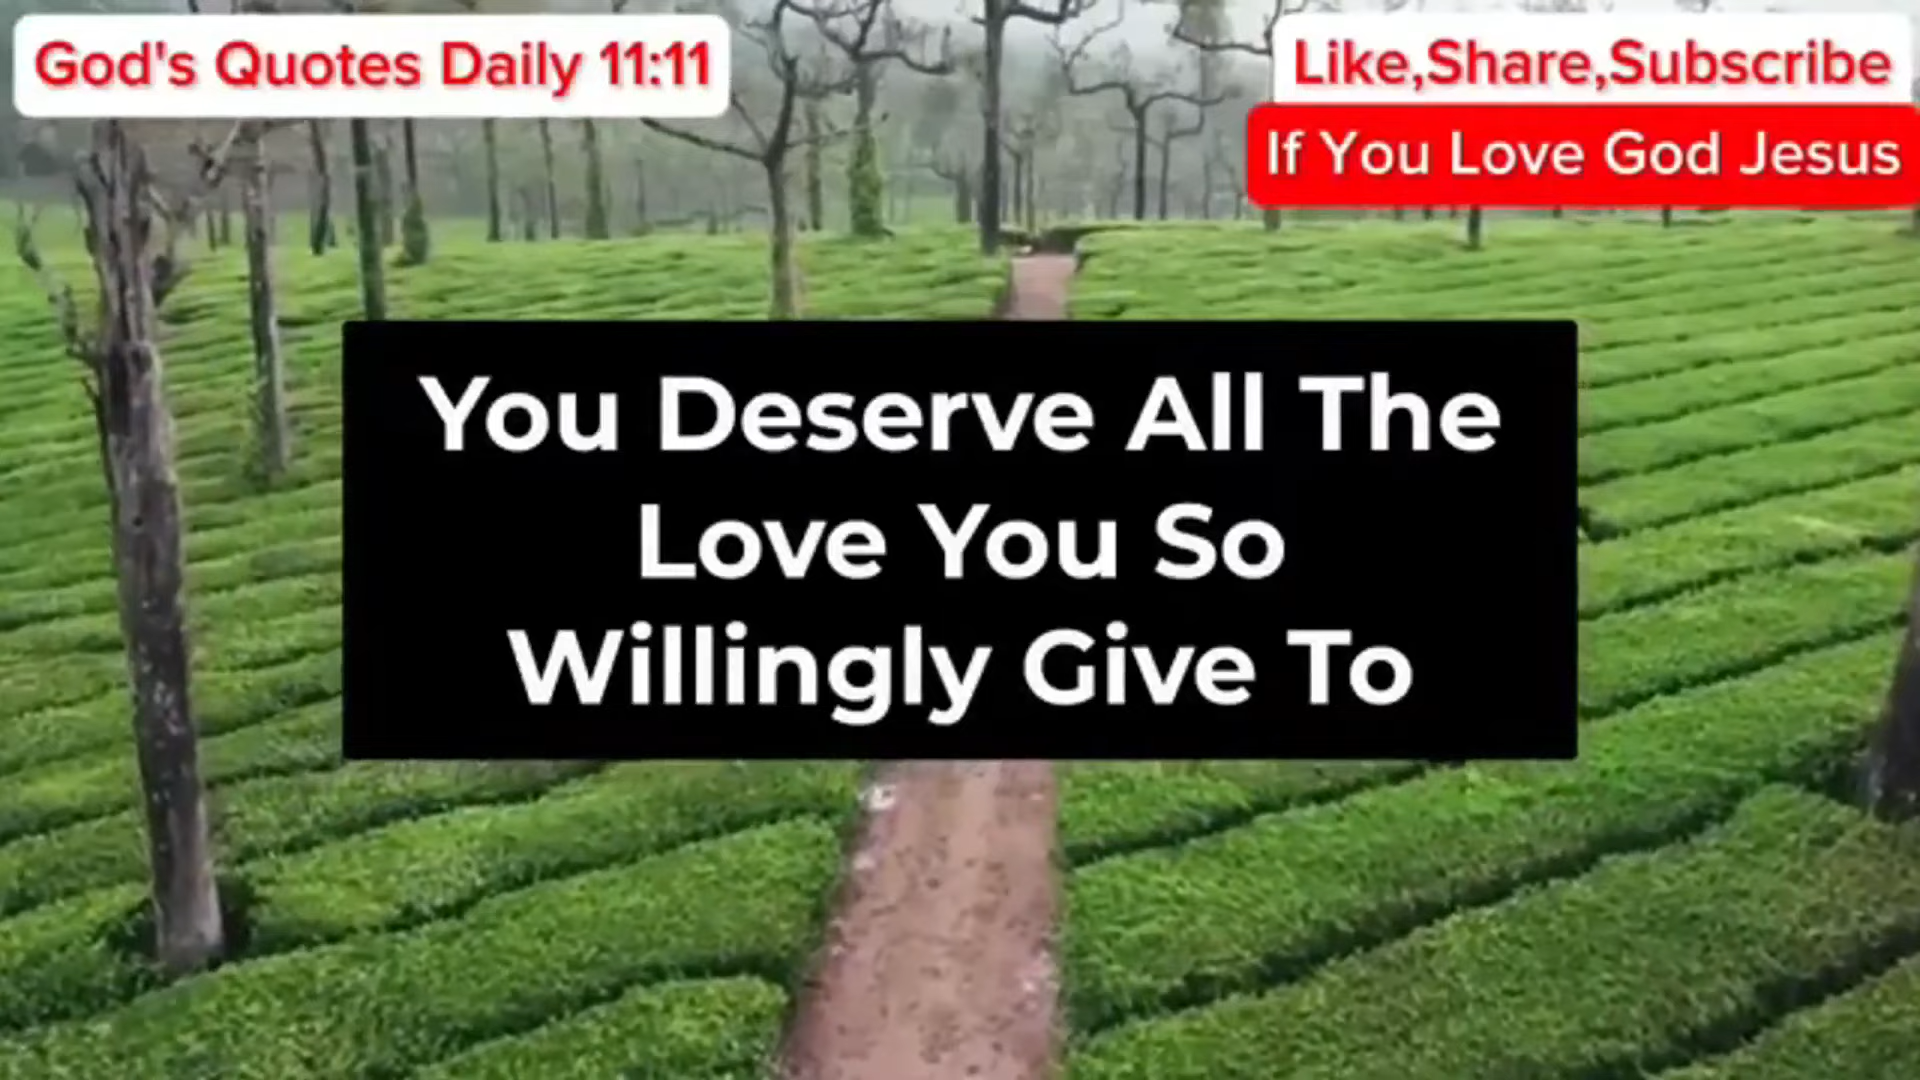 God's Quotes Daily 11:11
Like,Share,Subscribe
If You Love God Jesus
You Deserve All The
Love You So
Willingly Give To